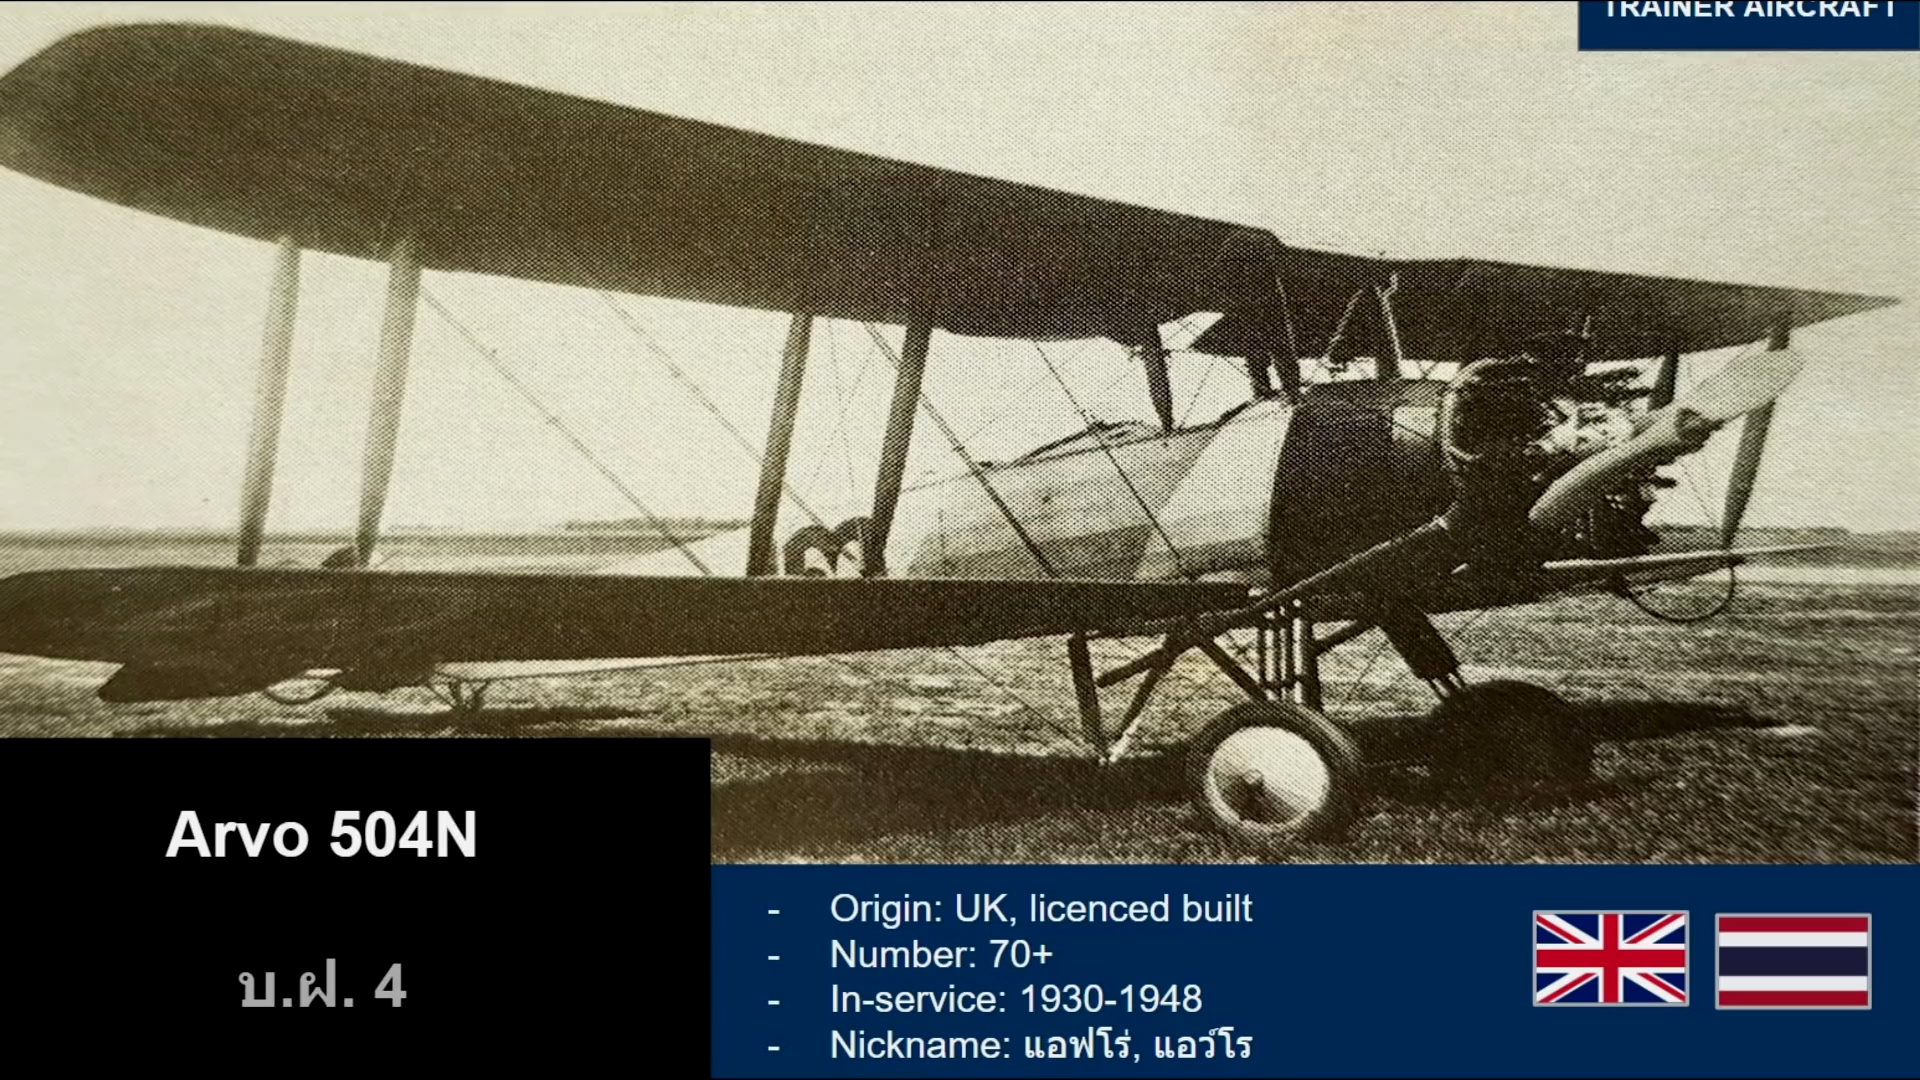 TRAINER AIRCRAFT
Arvo 504N
บ.ฝ. 4
- Origin: UK, licenced built
- Number: 70+
- In-service: 1930-1948
- Nickname: แอฟโร่, แอว์โร